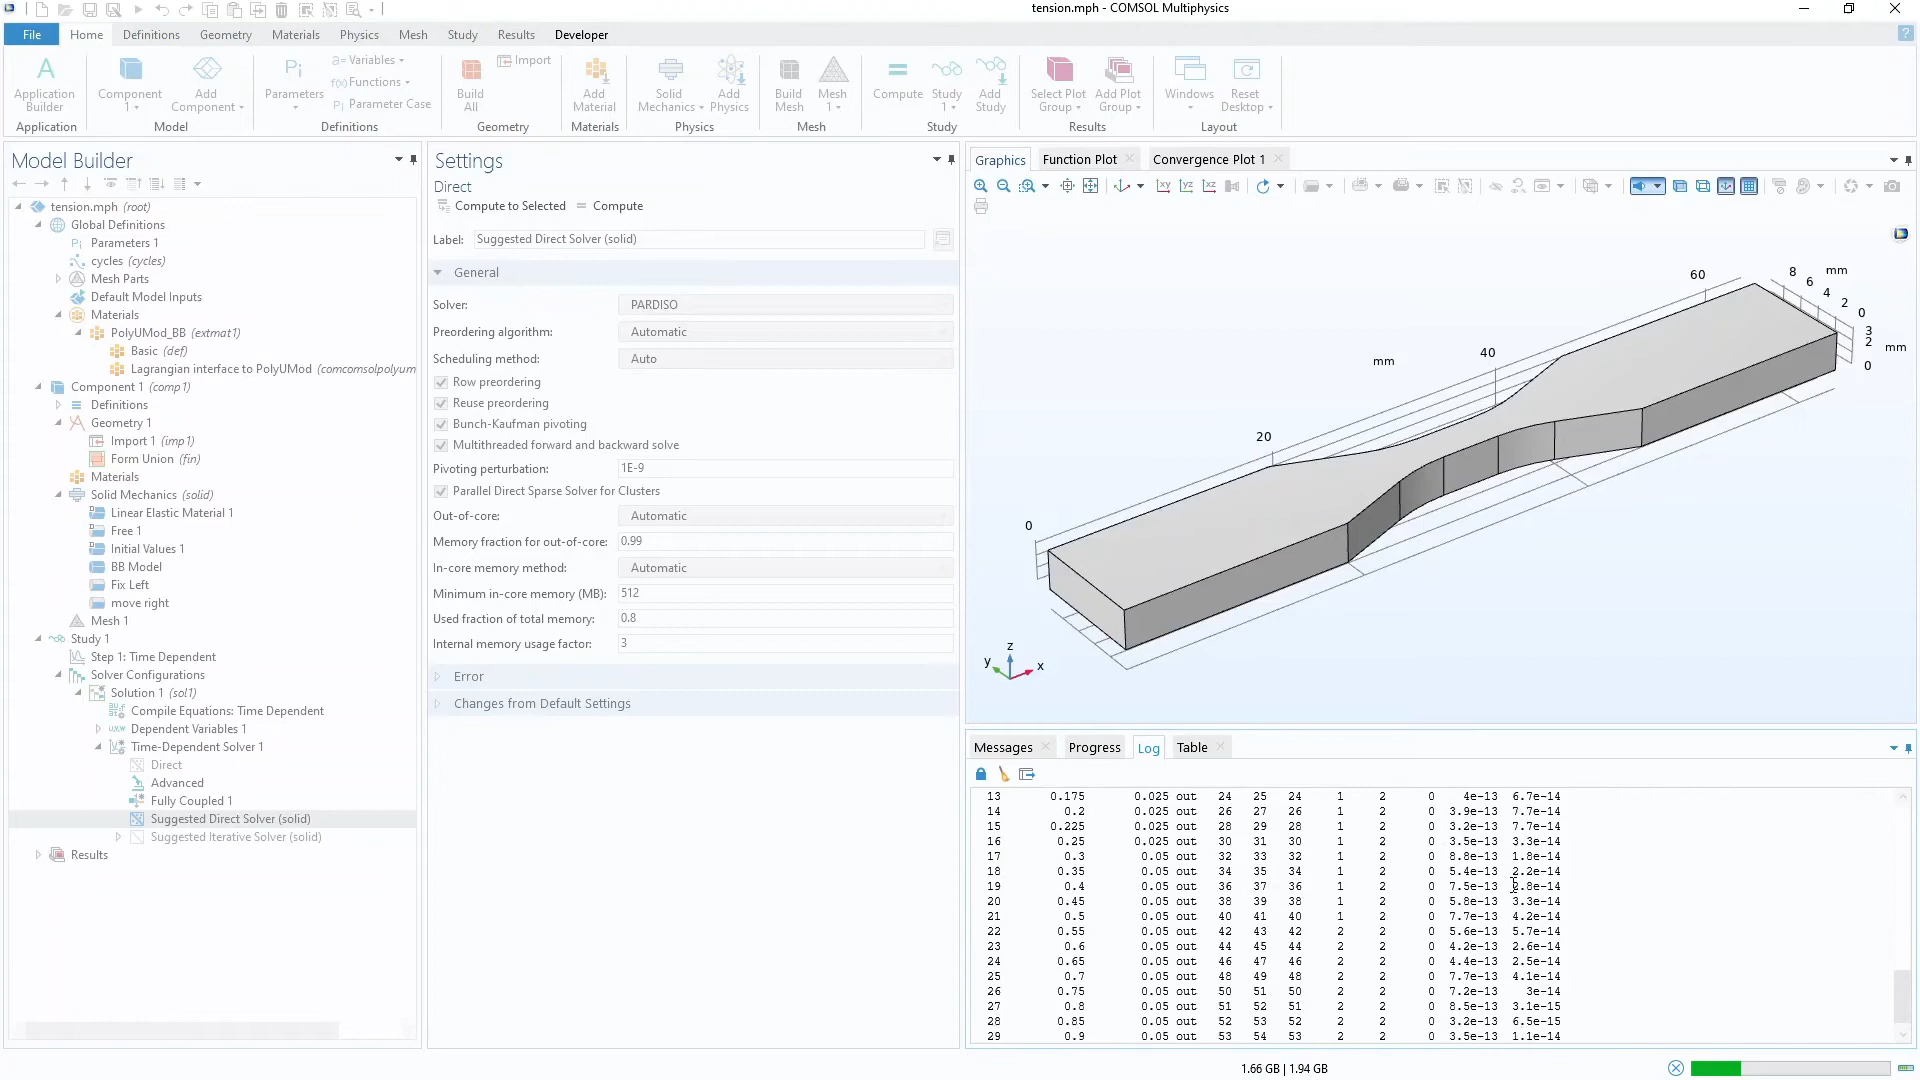 tension.mph - COMSOL Multiphysics
File Home Definitions Geometry Materials Physics Mesh Study Results Developer
Application Builder
Component 1
Add Component
Parameters
a= Variables
f(x) Functions
Pi Parameter Case
Build All
Import
Add Material
Solid Mechanics
Add Physics
Build Mesh
Mesh 1
Compute
Study 1
Add Study
Select Plot Group
Add Plot Group
Windows
Reset Desktop
Application Model Definitions Geometry Materials Physics Mesh Study Results Layout
Model Builder
tension.mph (root)
Global Definitions
Pi Parameters 1
cycles (cycles)
Mesh Parts
Default Model Inputs
Materials
PolyUMod_BB (extmat1)
Basic (def)
Lagrangian interface to PolyUMod (comcomsolpolyum
Component 1 (comp1)
Definitions
Geometry 1
Import 1 (imp1)
Form Union (fin)
Materials
Solid Mechanics (solid)
Linear Elastic Material 1
Free 1
Initial Values 1
BB Model
Fix Left
move right
Mesh 1
Study 1
Step 1: Time Dependent
Solver Configurations
Solution 1 (sol1)
Compile Equations: Time Dependent
Dependent Variables 1
Time-Dependent Solver 1
Direct
Advanced
Fully Coupled 1
Suggested Direct Solver (solid)
Suggested Iterative Solver (solid)
Results
Settings
Direct
Compute to Selected = Compute
Label: Suggested Direct Solver (solid)
General
Solver: PARDISO
Preordering algorithm: Automatic
Scheduling method: Auto
Row preordering
Reuse preordering
Bunch-Kaufman pivoting
Multithreaded forward and backward solve
Pivoting perturbation: 1E-9
Parallel Direct Sparse Solver for Clusters
Out-of-core: Automatic
Memory fraction for out-of-core: 0.99
In-core memory method: Automatic
Minimum in-core memory (MB): 512
Used fraction of total memory: 0.8
Internal memory usage factor: 3
Error
Changes from Default Settings
Graphics Function Plot Convergence Plot 1
xy yz xz
60
8 mm
6
4
2
0
3
2 mm
0
40
mm
20
0
z
y x
Messages Progress Log Table
13 0.175 0.025 out 24 25 24 1 2 0 4e-13 6.7e-14
14 0.2 0.025 out 26 27 26 1 2 0 3.9e-13 7.7e-14
15 0.225 0.025 out 28 29 28 1 2 0 3.2e-13 7.7e-14
16 0.25 0.025 out 30 31 30 1 2 0 3.5e-13 3.3e-14
17 0.3 0.05 out 32 33 32 1 2 0 8.8e-13 1.8e-14
18 0.35 0.05 out 34 35 34 1 2 0 5.4e-13 2.2e-14
19 0.4 0.05 out 36 37 36 1 2 0 7.5e-13
20 0.45 0.05 out 38 39 38 1 2 0 5.8e-13 3.3e-14
21 0.5 0.05 out 40 41 40 1 2 0 7.7e-13 4.2e-14
22 0.55 0.05 out 42 43 42 2 2 0 5.6e-13 5.7e-14
23 0.6 0.05 out 44 45 44 2 2 0 4.2e-13 2.6e-14
24 0.65 0.05 out 46 47 46 2 2 0 4.4e-13 2.5e-14
25 0.7 0.05 out 48 49 48 2 2 0 7.7e-13 4.1e-14
26 0.75 0.05 out 50 51 50 2 2 0 7.2e-13 3e-14
27 0.8 0.05 out 51 52 51 2 2 0 8.5e-13 3.1e-15
28 0.85 0.05 out 52 53 52 2 2 0 3.2e-13 6.5e-15
29 0.9 0.05 out 53 54 53 2 2 0 3.5e-13 1.1e-14
1.66 GB | 1.94 GB